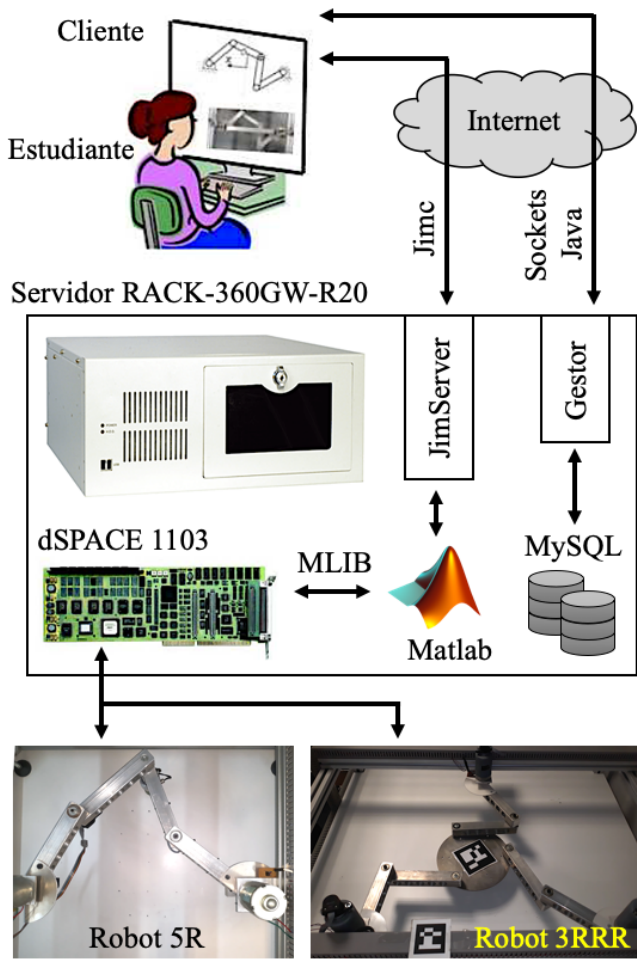 Cliente
Estudiante
Internet
Jimc
Sockets
Java
Servidor RACK-360GW-R20
JimServer
Gestor
dSPACE 1103
MLIB
Matlab
MySQL
Robot 5R
Robot 3RRR